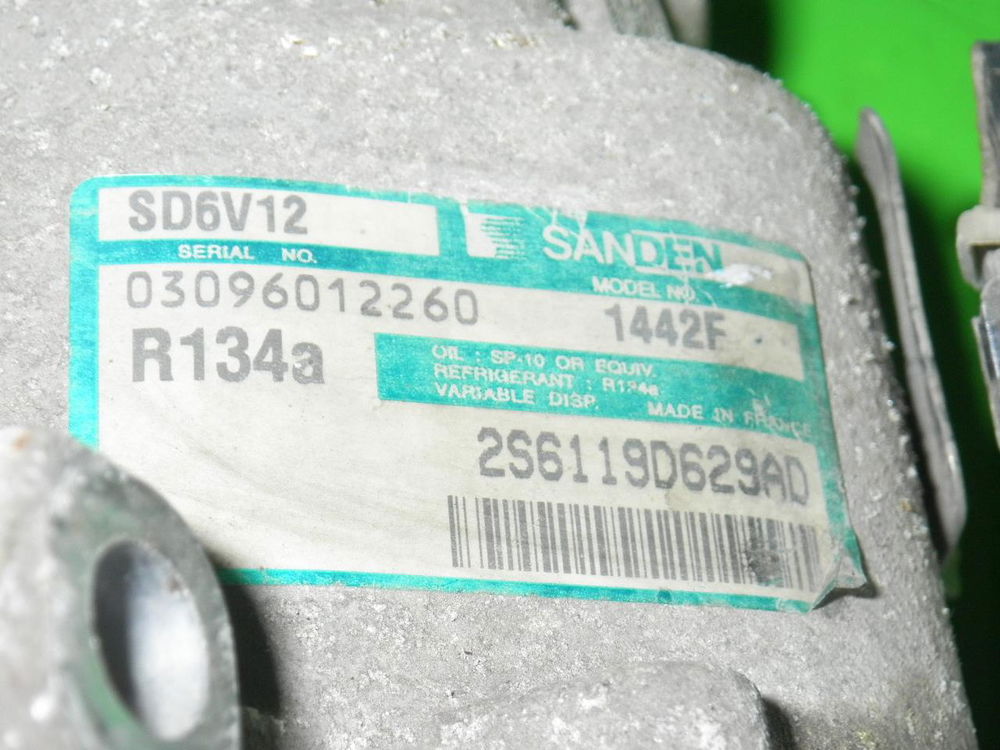 SD6V12
SANDEN
SERIAL NO.
MODEL NO.
03096012260
1442F
R134a
OIL : SP-10 OR EQUIV.
REFRIGERANT : R134a
VARIABLE DISP.
MADE IN FRANCE
2S6119D629AD